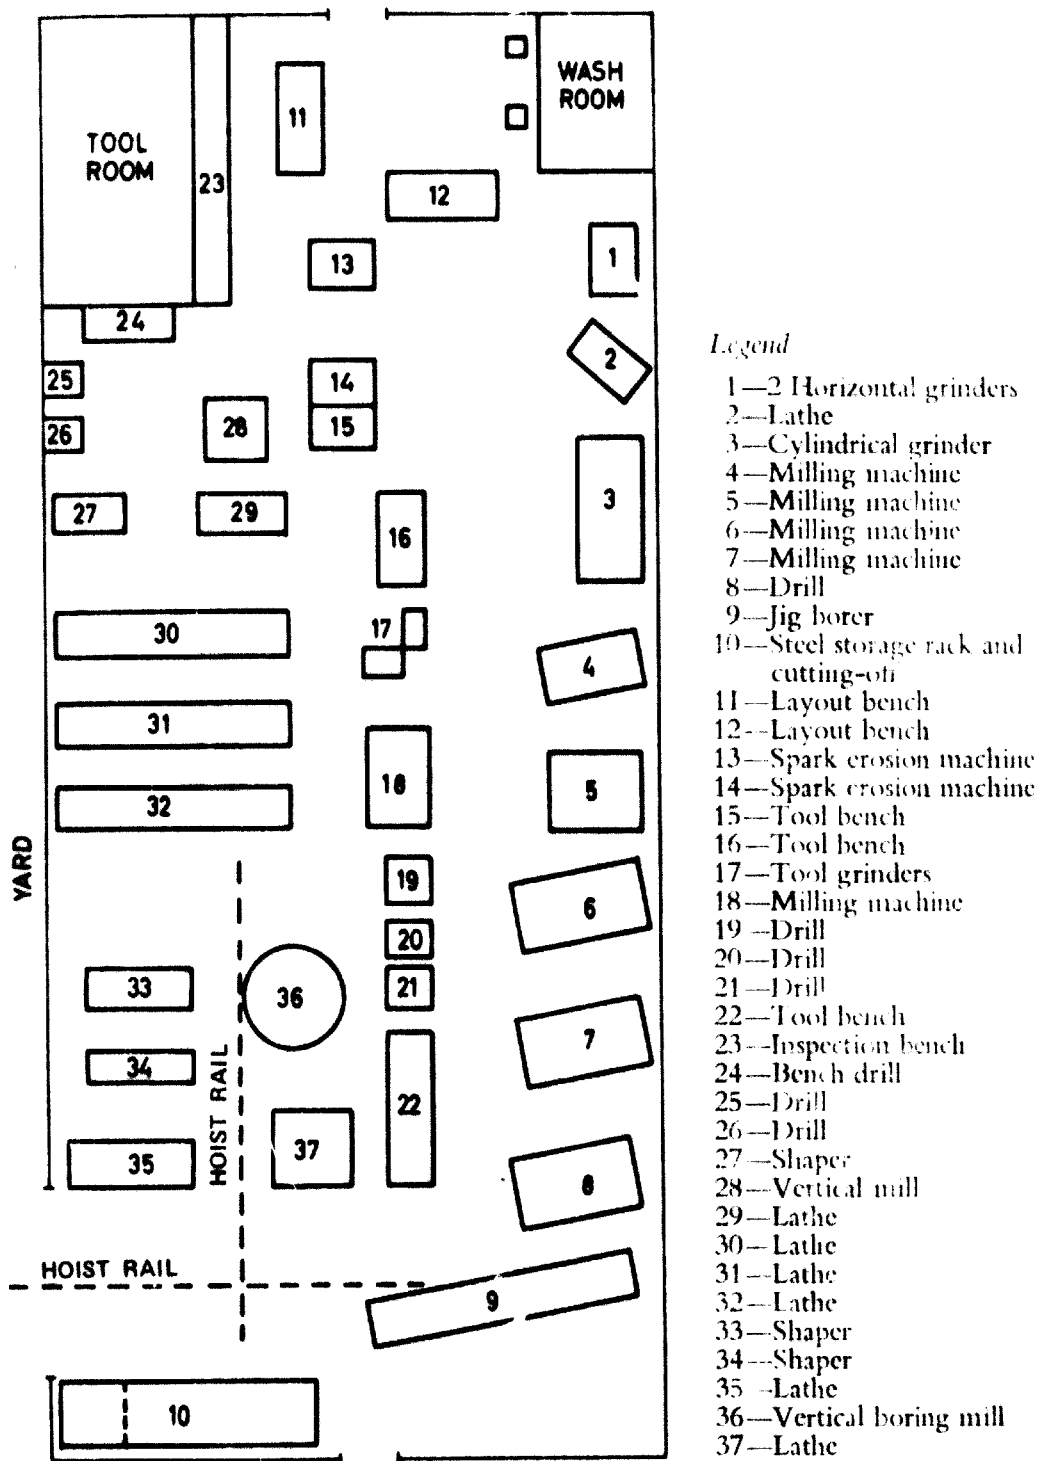 WASH
ROOM
TOOL
ROOM
11
23
12
1
13
24
2
25
14
26
28
15
3
27
29
16
30
17
4
31
18
5
32
YARD
19
6
20
33
36
21
7
34
HOIST RAIL
22
35
37
8
HOIST RAIL
9
10
Legend
1—2 Horizontal grinders
2—Lathe
3—Cylindrical grinder
4—Milling machine
5—Milling machine
6—Milling machine
7—Milling machine
8—Drill
9—Jig borer
10—Steel storage rack and
cutting-off
11—Layout bench
12—Layout bench
13—Spark erosion machine
14—Spark erosion machine
15—Tool bench
16—Tool bench
17—Tool grinders
18—Milling machine
19—Drill
20—Drill
21—Drill
22—Tool bench
23—Inspection bench
24—Bench drill
25—Drill
26—Drill
27—Shaper
28—Vertical mill
29—Lathe
30—Lathe
31—Lathe
32—Lathe
33—Shaper
34—Shaper
35—Lathe
36—Vertical boring mill
37—Lathe